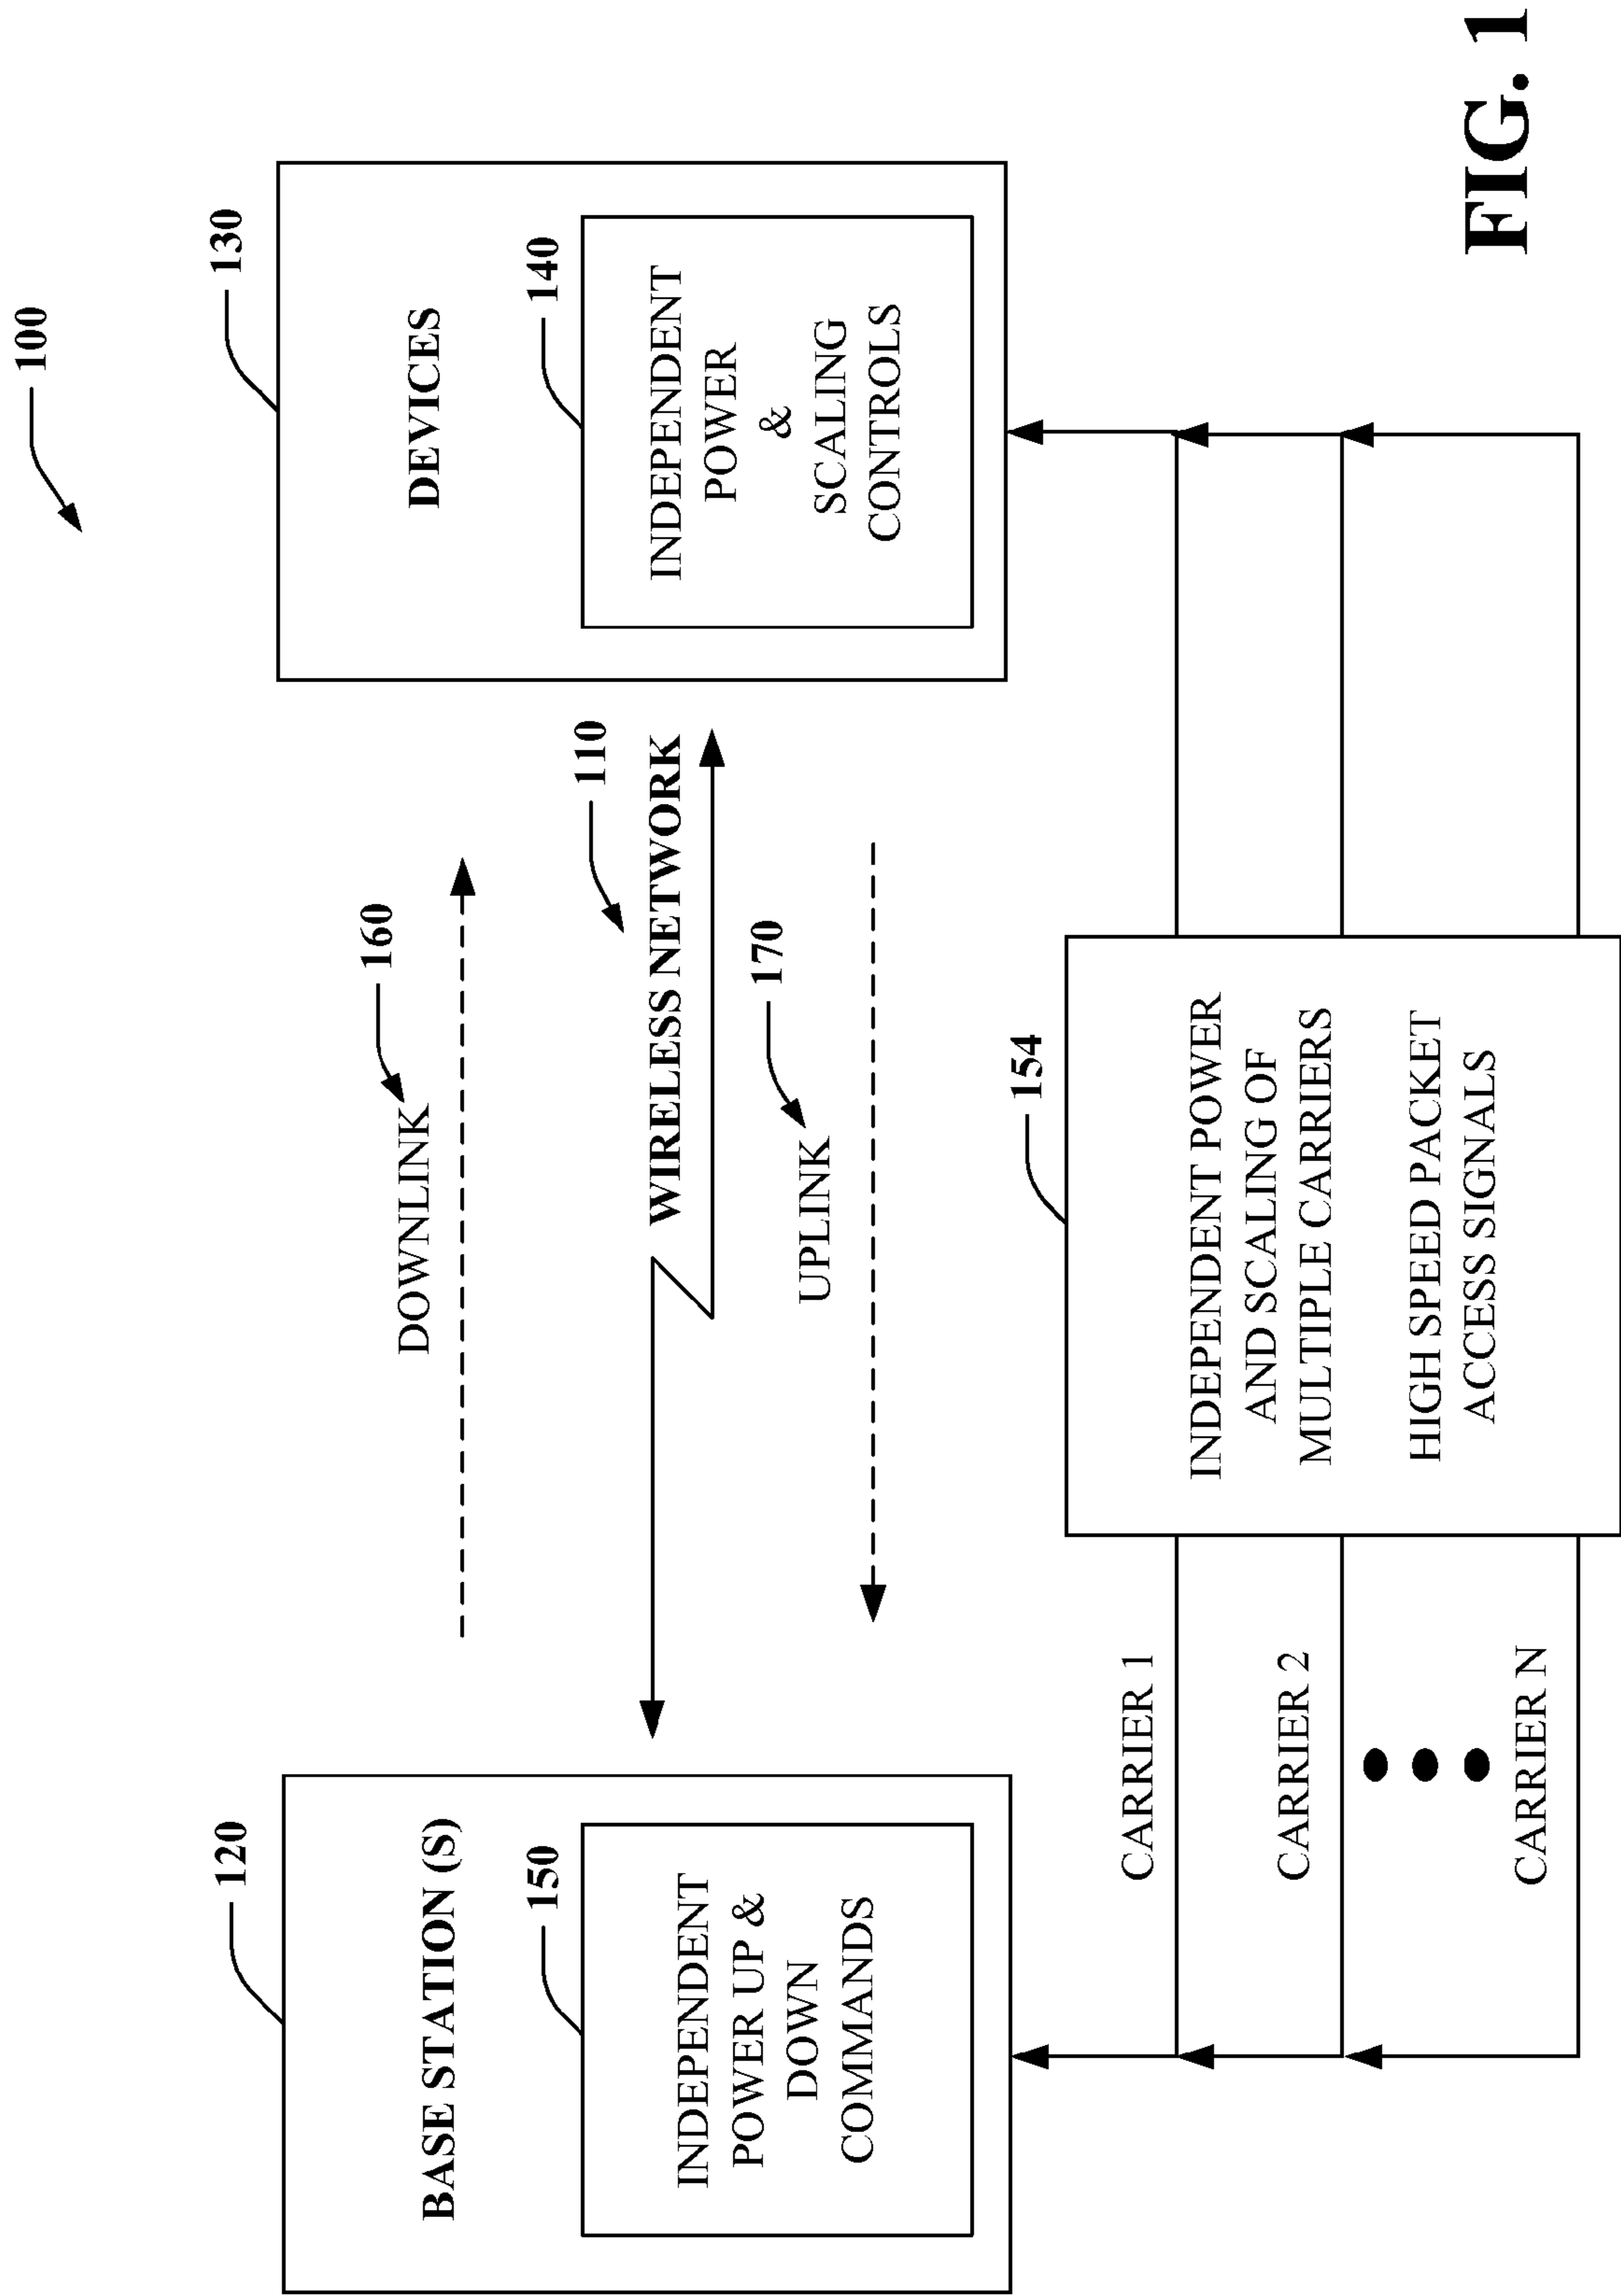 100
120
130
BASE STATION (S)
DEVICES
160
DOWNLINK
150
INDEPENDENT
POWER UP &
DOWN
COMMANDS
110
WIRELESS NETWORK
140
INDEPENDENT
POWER
&
SCALING
CONTROLS
170
UPLINK
154
CARRIER 1
CARRIER 2
CARRIER N
INDEPENDENT POWER
AND SCALING OF
MULTIPLE CARRIERS
HIGH SPEED PACKET
ACCESS SIGNALS
FIG. 1